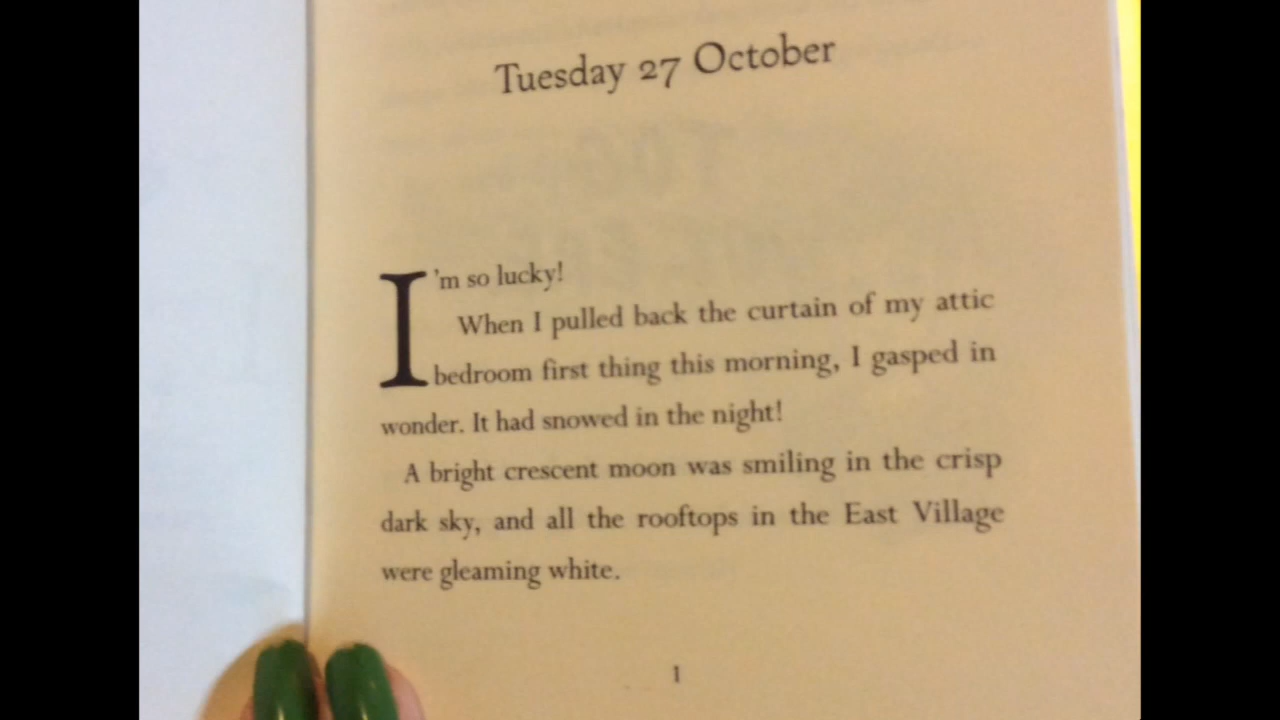 Tuesday 27 October
I'm so lucky!
When I pulled back the curtain of my attic
bedroom first thing this morning, I gasped in
wonder. It had snowed in the night!
A bright crescent moon was smiling in the crisp
dark sky, and all the rooftops in the East Village
were gleaming white.
1